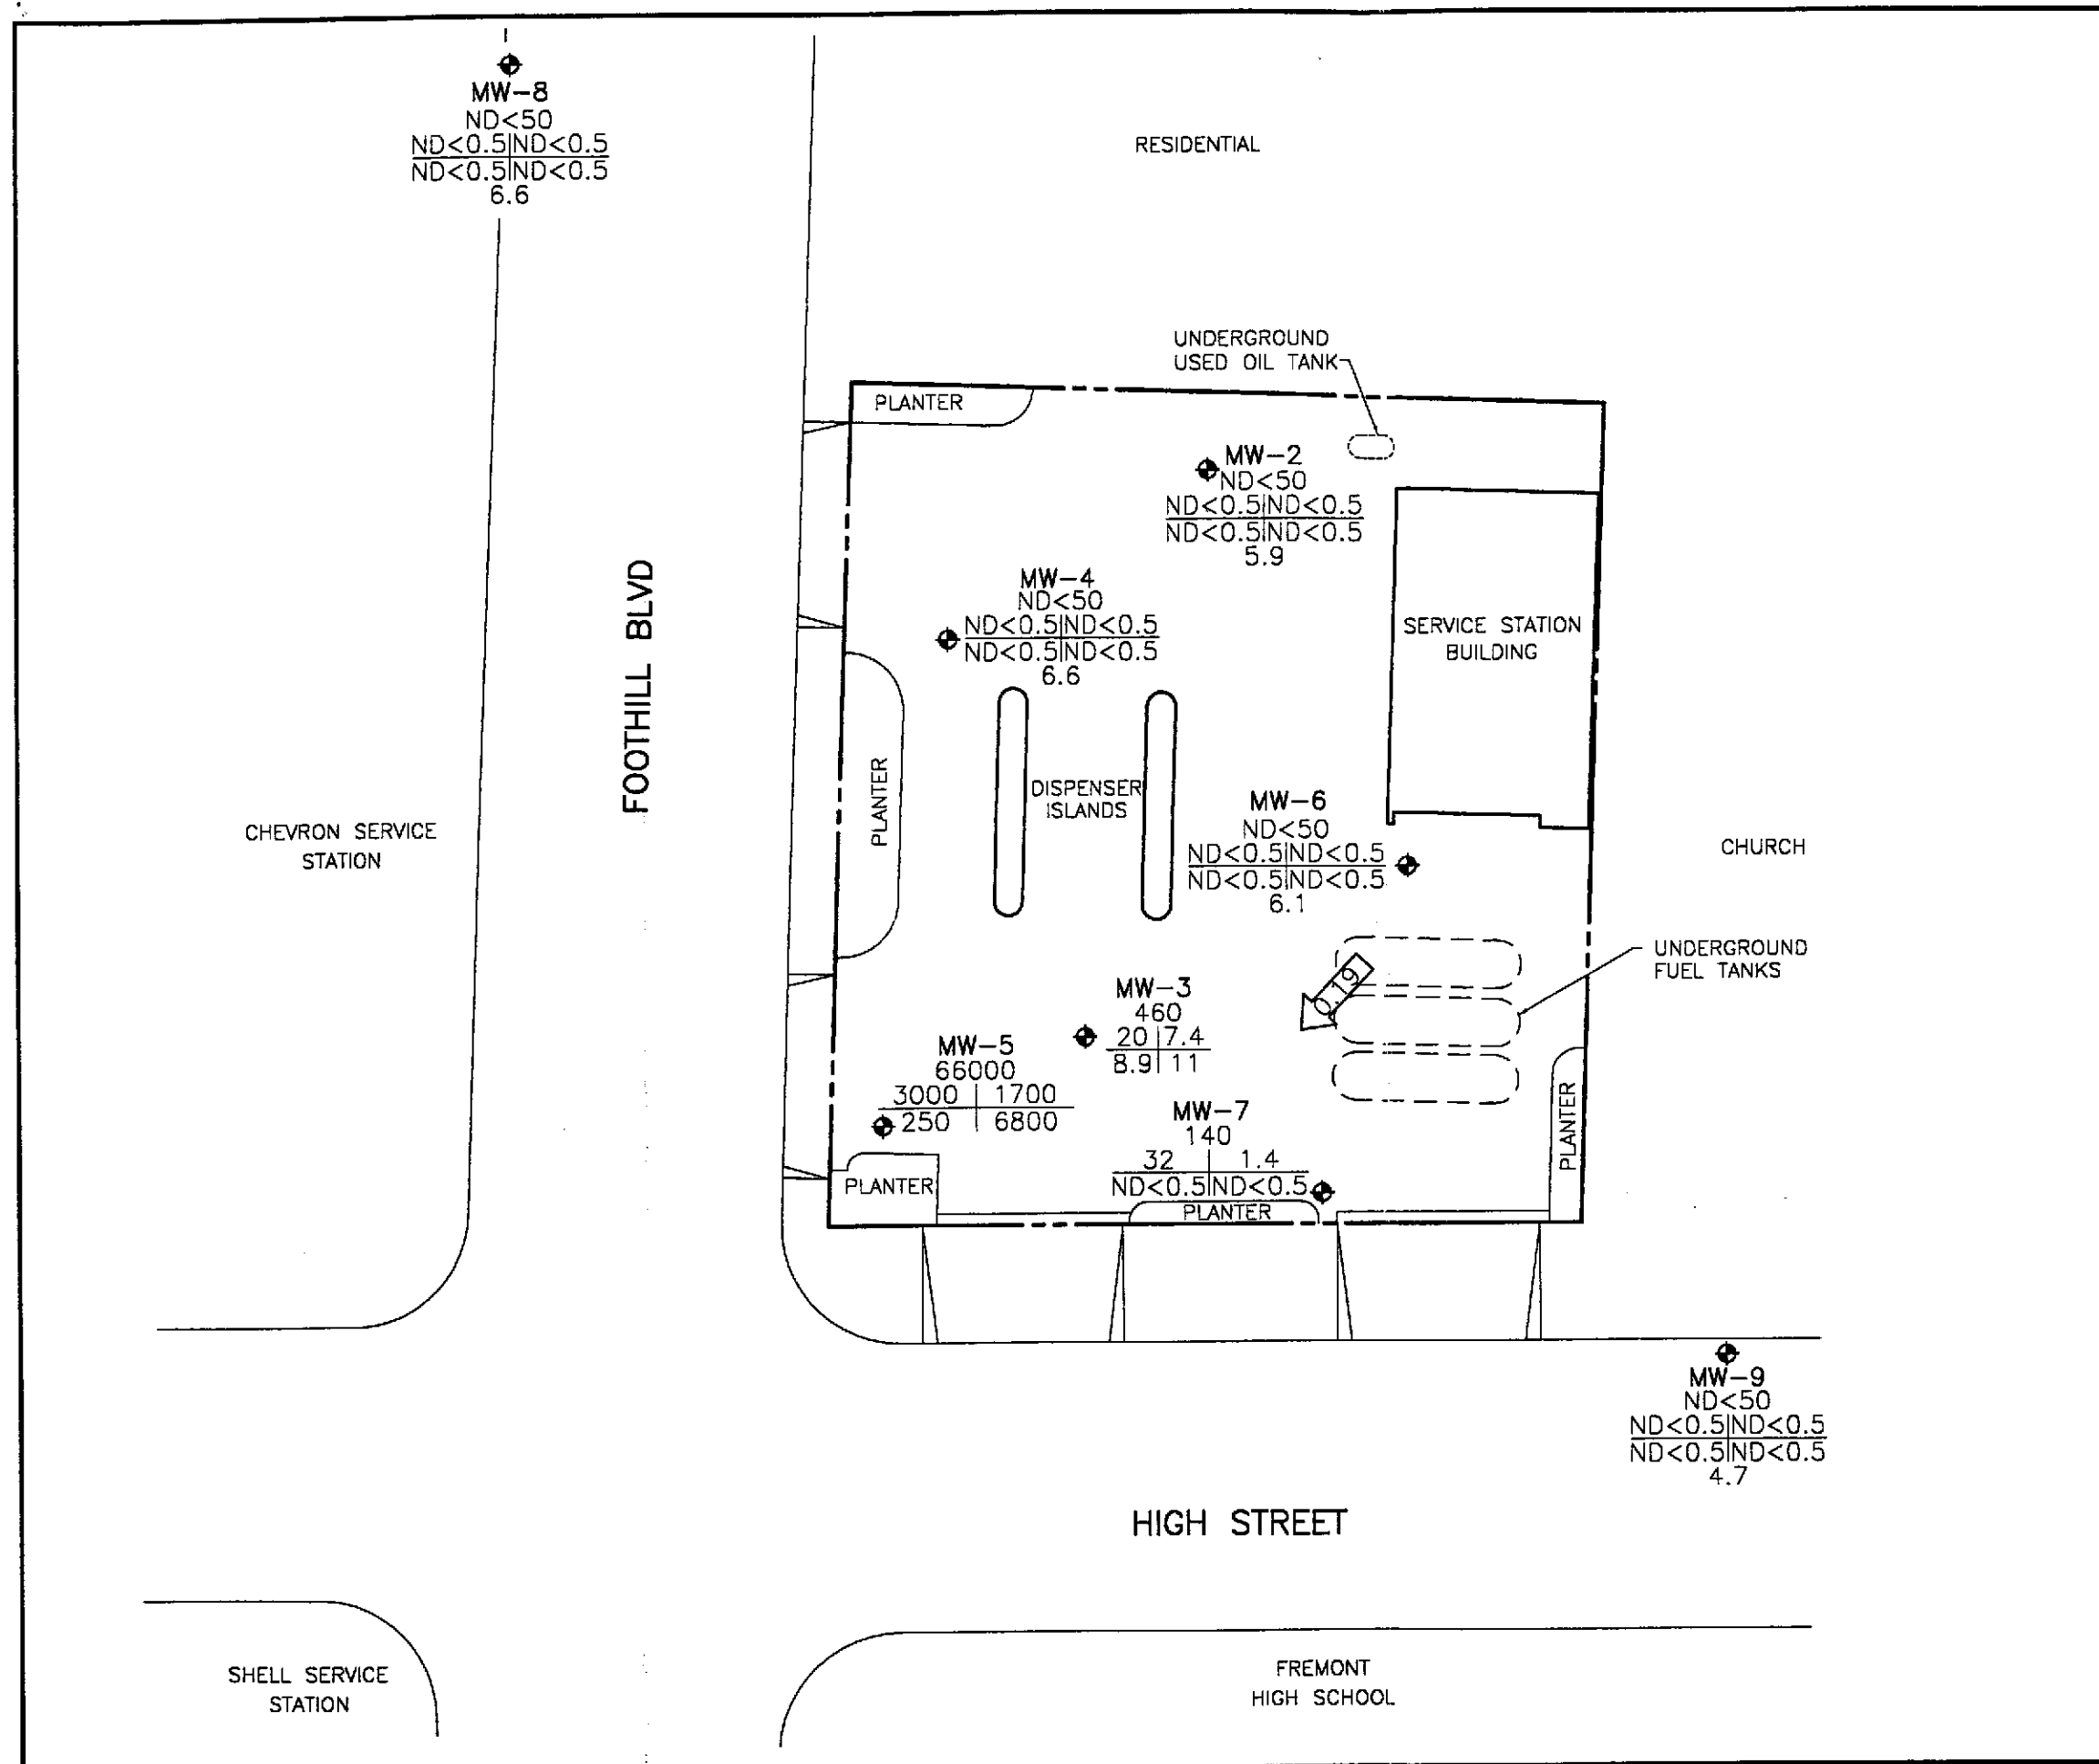 MW-8
ND<50
ND<0.5|ND<0.5
ND<0.5|ND<0.5
6.6
RESIDENTIAL
UNDERGROUND
USED OIL TANK
PLANTER
MW-2
ND<50
ND<0.5|ND<0.5
ND<0.5|ND<0.5
5.9
MW-4
ND<50
ND<0.5|ND<0.5
ND<0.5|ND<0.5
6.6
SERVICE STATION
BUILDING
FOOTHILL BLVD
PLANTER
DISPENSER
ISLANDS
MW-6
ND<50
ND<0.5|ND<0.5
ND<0.5|ND<0.5
6.1
CHEVRON SERVICE
STATION
CHURCH
UNDERGROUND
FUEL TANKS
0.19
MW-3
460
20|7.4
8.9|11
MW-5
66000
3000|1700
250|6800
MW-7
140
32|1.4
ND<0.5|ND<0.5
PLANTER
PLANTER
PLANTER
MW-9
ND<50
ND<0.5|ND<0.5
ND<0.5|ND<0.5
4.7
HIGH STREET
SHELL SERVICE
STATION
FREMONT
HIGH SCHOOL